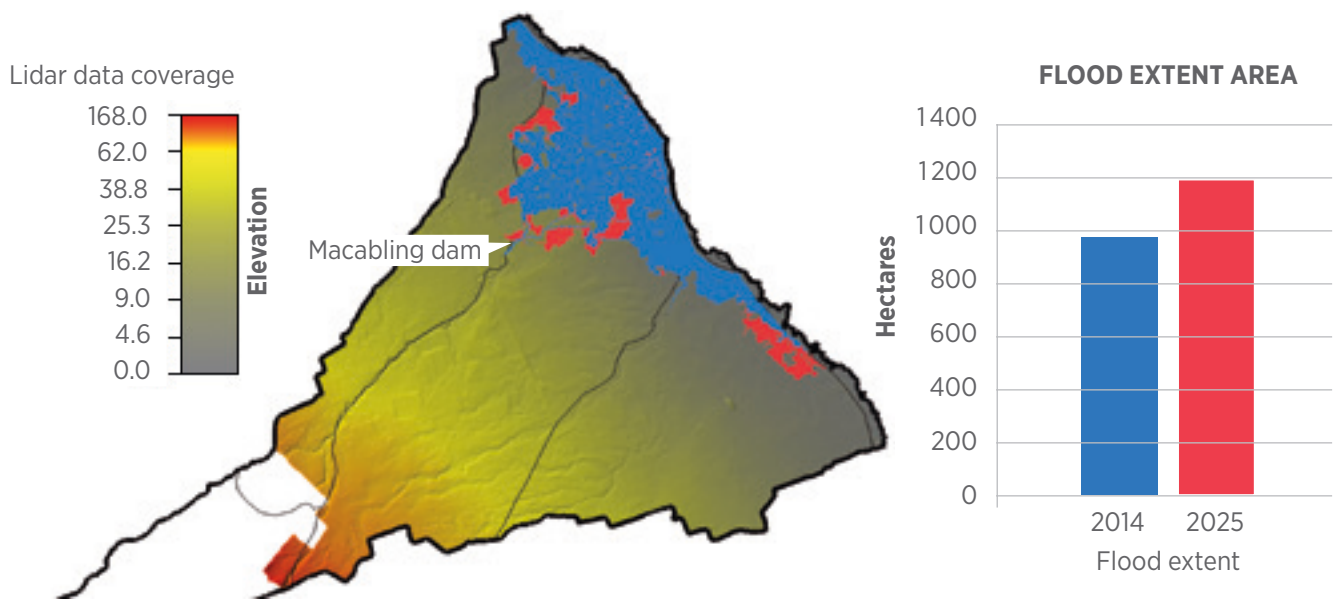 Lidar data coverage
168.0
62.0
38.8
25.3
16.2
9.0
4.6
0.0
Elevation
Macabling dam
FLOOD EXTENT AREA
1400
1200
1000
800
600
400
200
0
Hectares
2014 2025
Flood extent